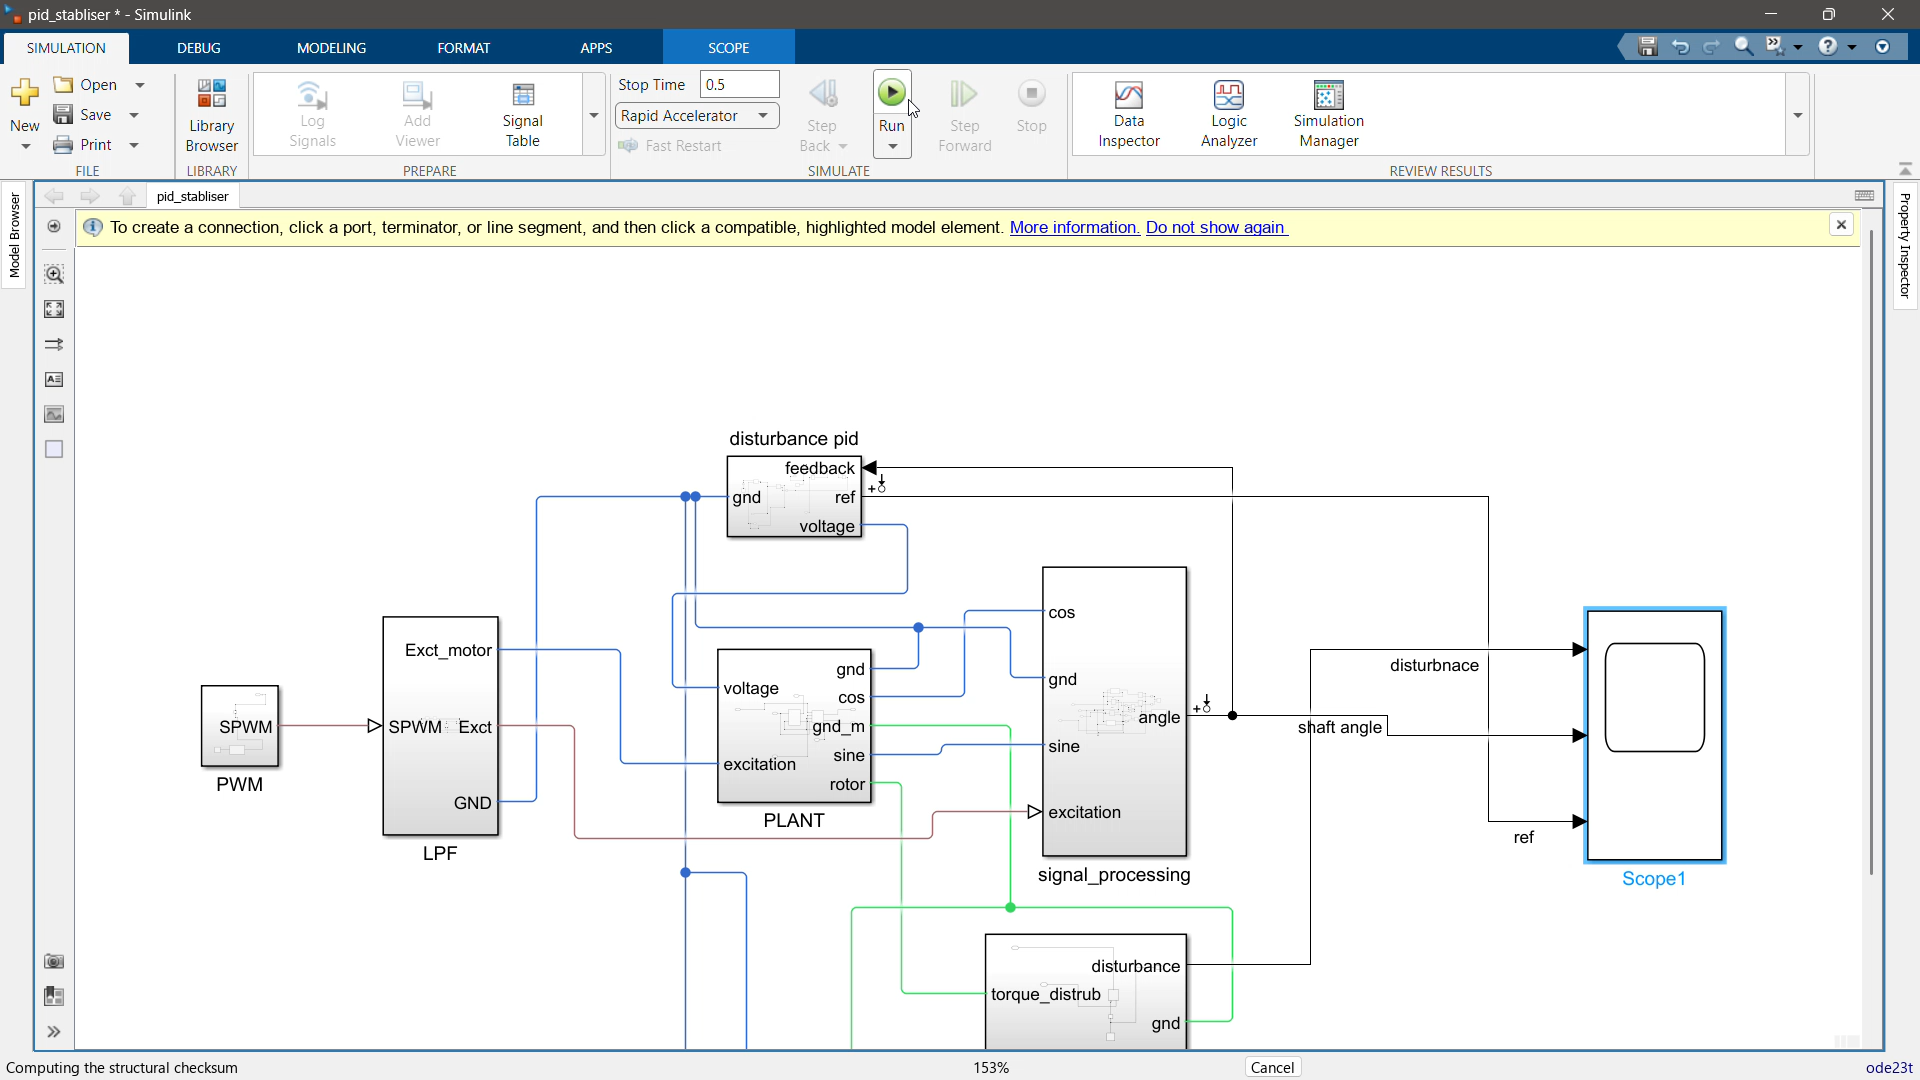 pid_stabliser * - Simulink
SIMULATION
DEBUG
MODELING
FORMAT
APPS
SCOPE
New
Open
Save
Print
FILE
Library
Browser
LIBRARY
Log
Signals
Add
Viewer
Signal
Table
PREPARE
Stop Time 0.5
Rapid Accelerator
Fast Restart
Step
Back
Run
Step
Forward
Stop
SIMULATE
Data
Inspector
Logic
Analyzer
Simulation
Manager
REVIEW RESULTS
Model Browser
pid_stabliser
Property Inspector
To create a connection, click a port, terminator, or line segment, and then click a compatible, highlighted model element. More information. Do not show again
disturbance pid
feedback
gnd
ref
voltage
cos
gnd
angle
sine
excitation
signal_processing
Exct_motor
SPWM
Exct
GND
LPF
SPWM
PWM
voltage
gnd
cos
gnd_m
sine
excitation
rotor
PLANT
disturbnace
shaft angle
ref
Scope1
disturbance
torque_distrub
gnd
Computing the structural checksum
153%
Cancel
ode23t